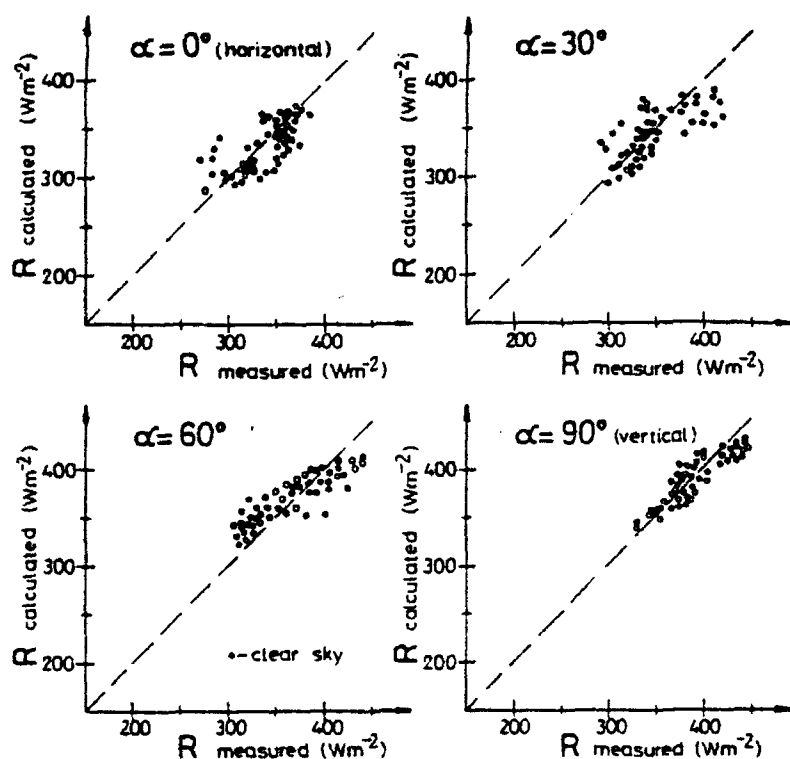 α = 0° (horizontal)
400
300
200
R calculated (Wm-2)
200 300 400
R measured (Wm-2)
α = 30°
400
300
200
R calculated (Wm-2)
200 300 400
R measured (Wm-2)
α = 60°
400
300
200
R calculated (Wm-2)
•-clear sky
200 300 400
R measured (Wm-2)
α = 90° (vertical)
400
300
200
R calculated (Wm-2)
200 300 400
R measured (Wm-2)